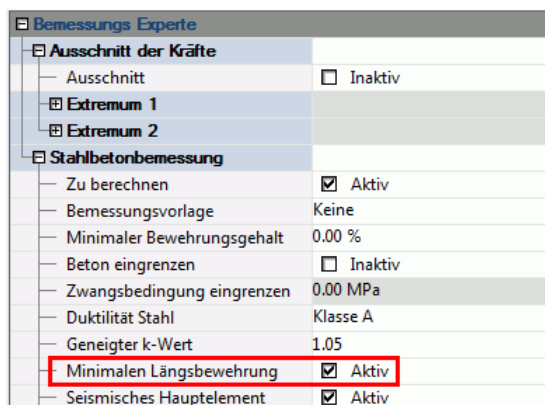 Bemessungs Experte
Ausschnitt der Kräfte
Ausschnitt Inaktiv
Extremum 1
Extremum 2
Stahlbetonbemessung
Zu berechnen Aktiv
Bemessungsvorlage Keine
Minimaler Bewehrungsgehalt 0.00 %
Beton eingrenzen Inaktiv
Zwangsbedingung eingrenzen 0.00 MPa
Duktilität Stahl Klasse A
Geneigter k-Wert 1.05
Minimalen Längsbewehrung Aktiv
Seismisches Hauptelement Aktiv